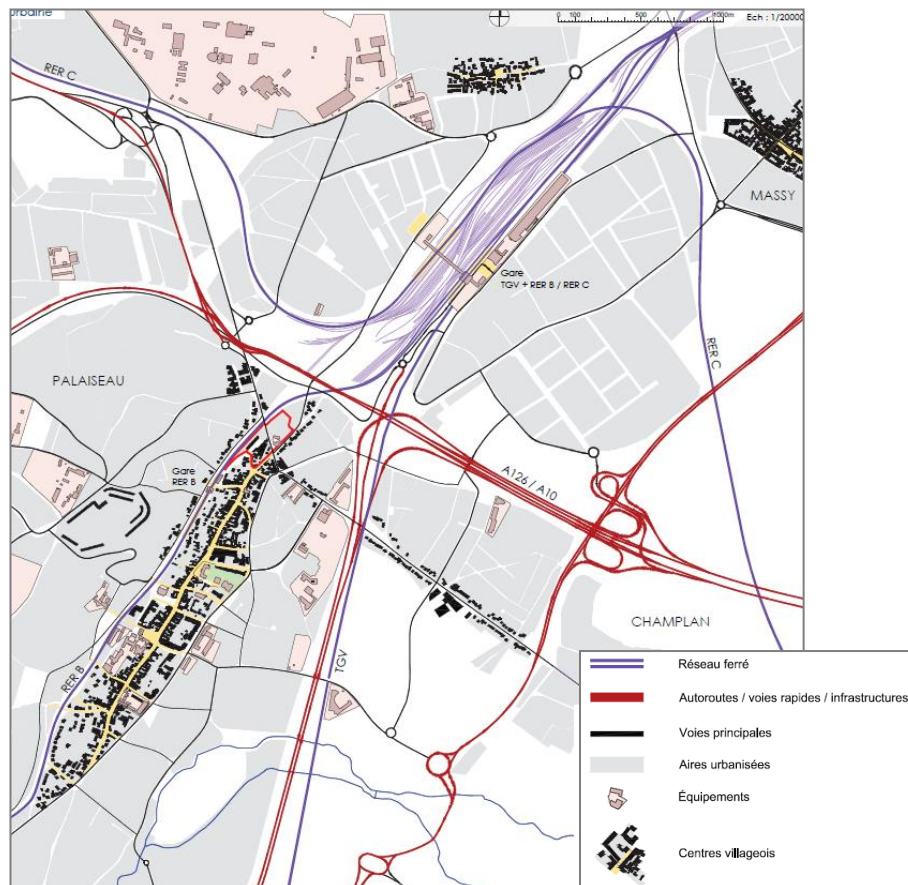 urbaine
0 100 500 1000m
Ech : 1/20000
RER C
MASSY
Gare
TGV + RER B / RER C
RER C
PALAISEAU
Gare
RER B
A126 / A10
CHAMPLAN
RER B
TGV
Réseau ferré
Autoroutes / voies rapides / infrastructures
Voies principales
Aires urbanisées
Équipements
Centres villageois